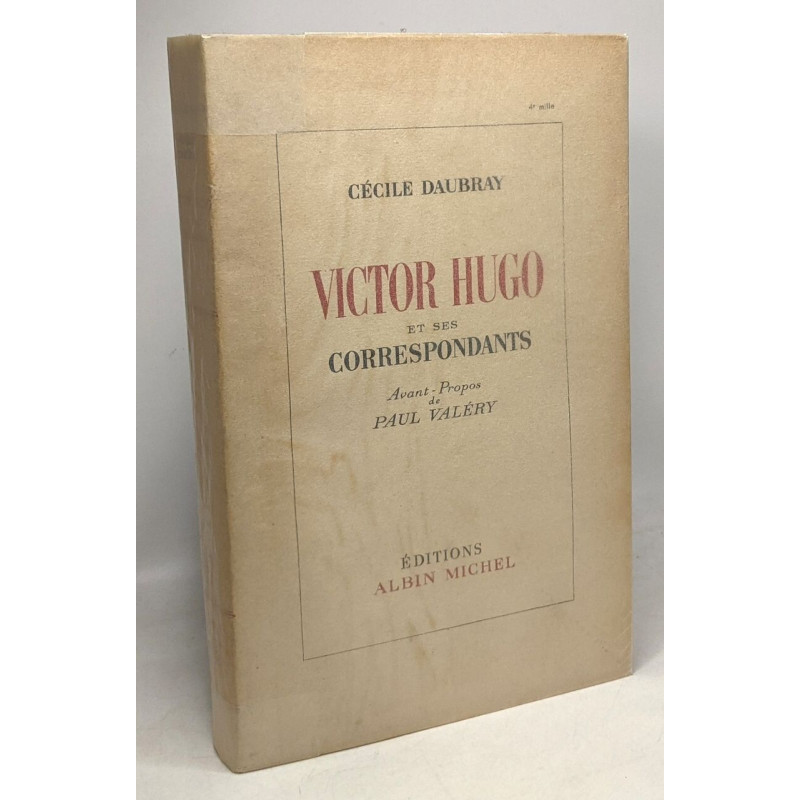 4e mille
CÉCILE DAUBRAY
VICTOR HUGO
ET SES
CORRESPONDANTS
Avant-Propos
de
PAUL VALÉRY
ÉDITIONS
ALBIN MICHEL